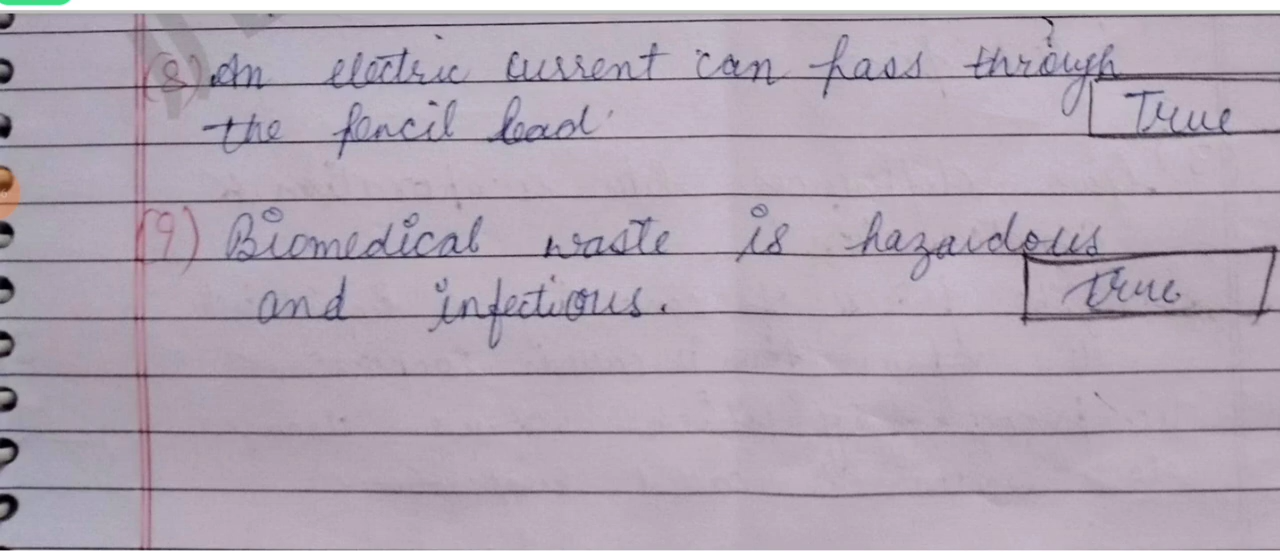 (8) An electric current can pass through
the pencil lead.
True
(9) Biomedical waste is hazardous
and infectious.
true